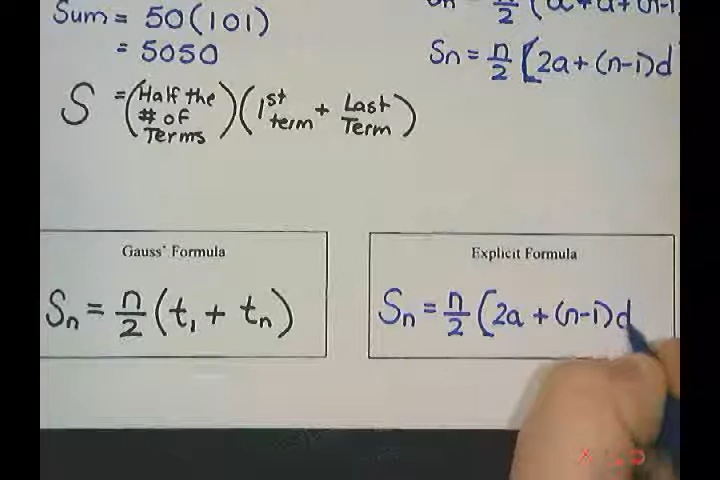 Sum = 50(101)
= 5050
S = (Half the # of Terms)(1st term + Last Term)
Sn = n/2 [2a + (n-1)d
Gauss' Formula
Sn = n/2 (t1 + tn)
Explicit Formula
Sn = n/2 [2a + (n-1)d